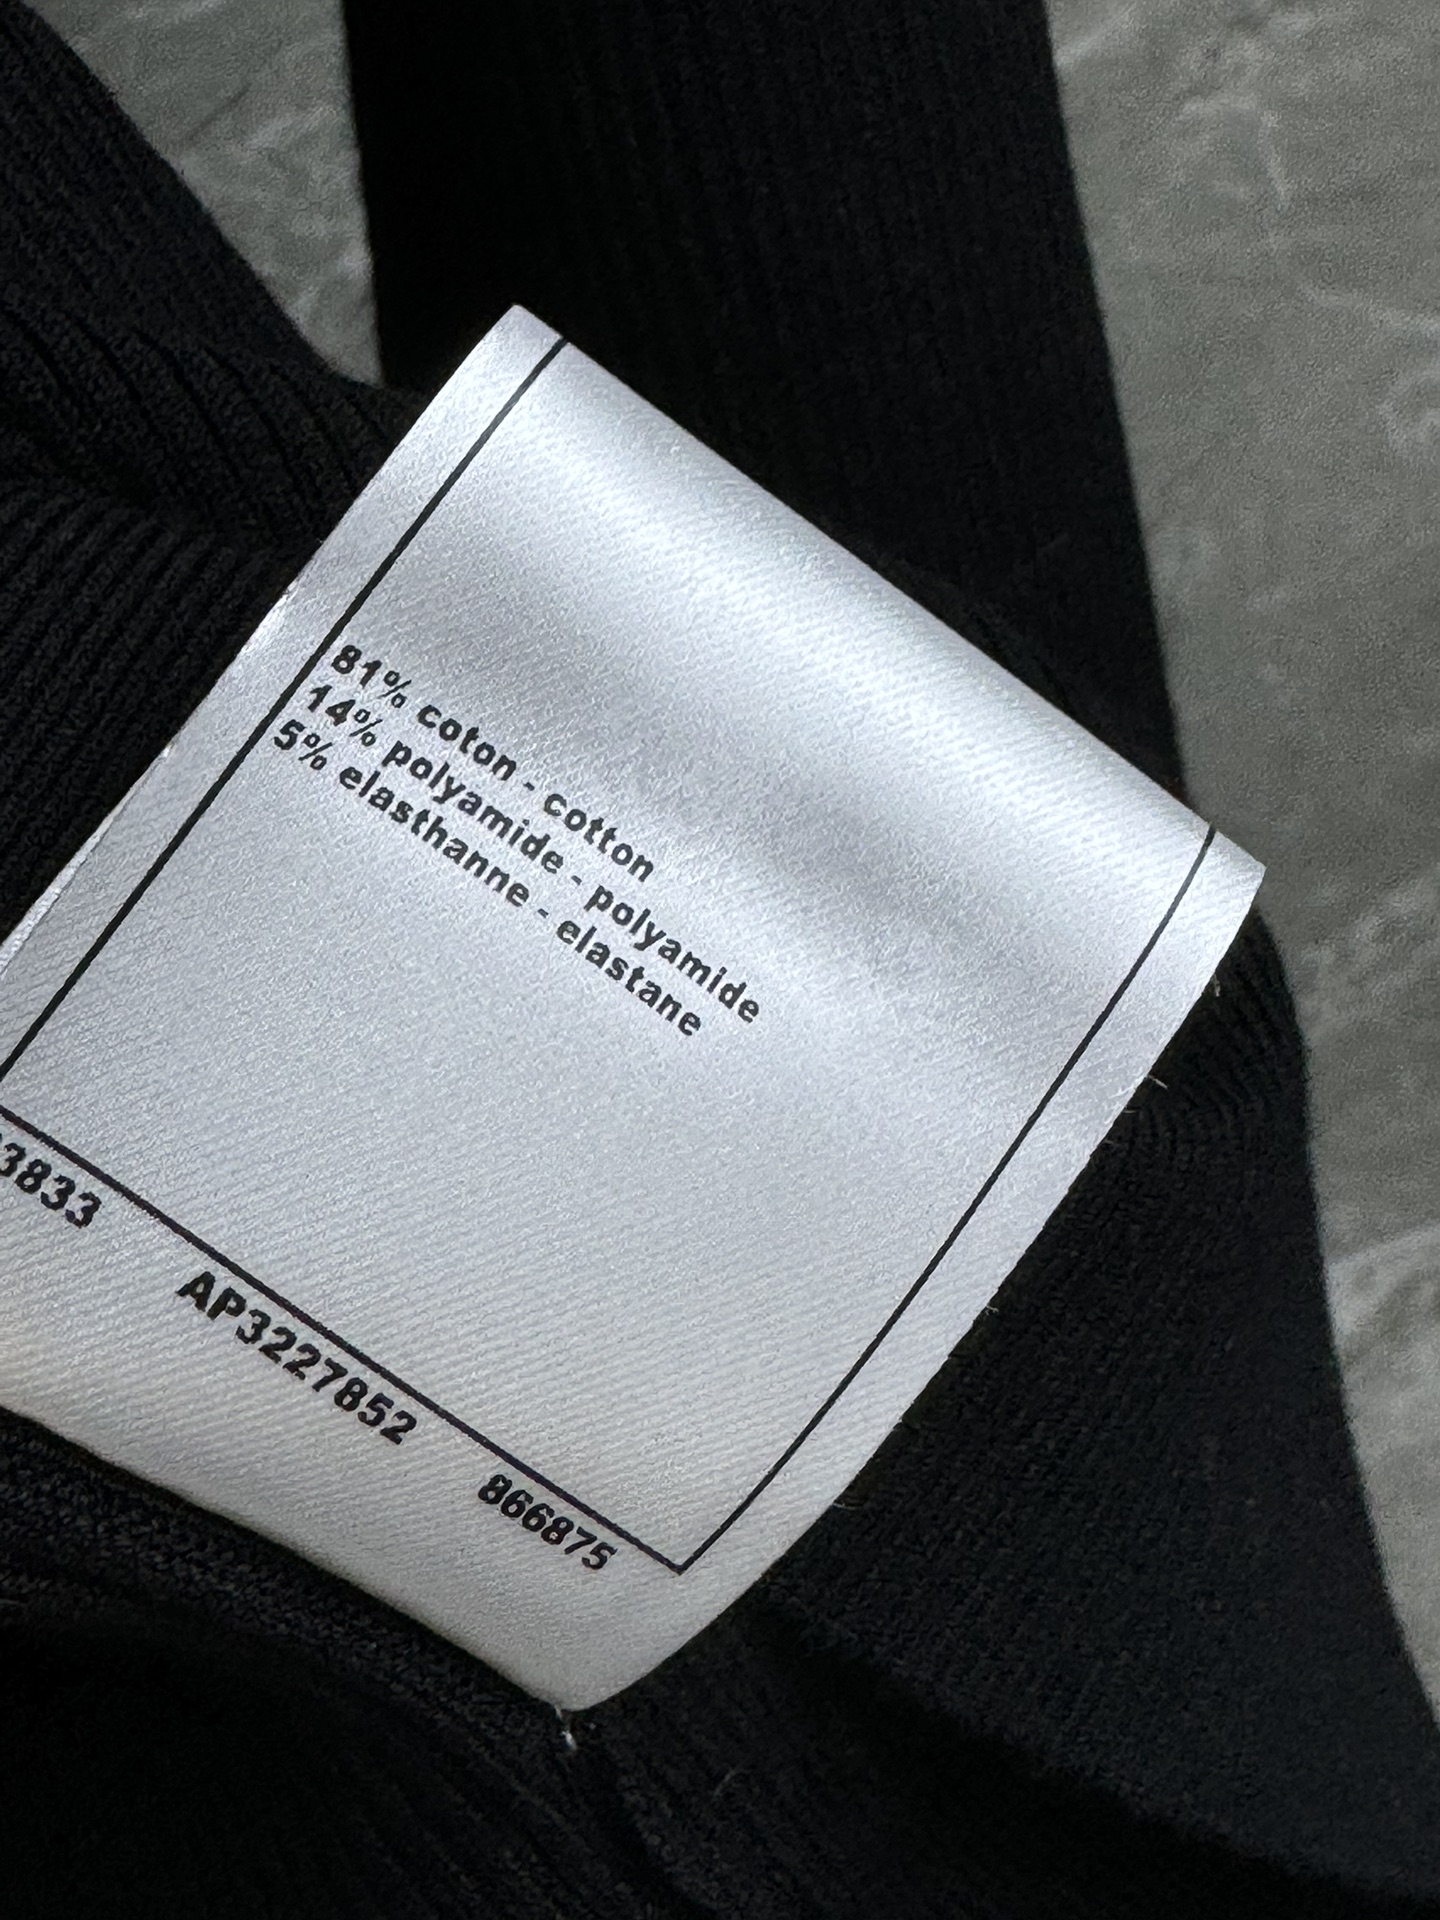 81% coton - cotton
14% polyamide - polyamide
5% elasthanne - elastane
3833 AP3227852 866875